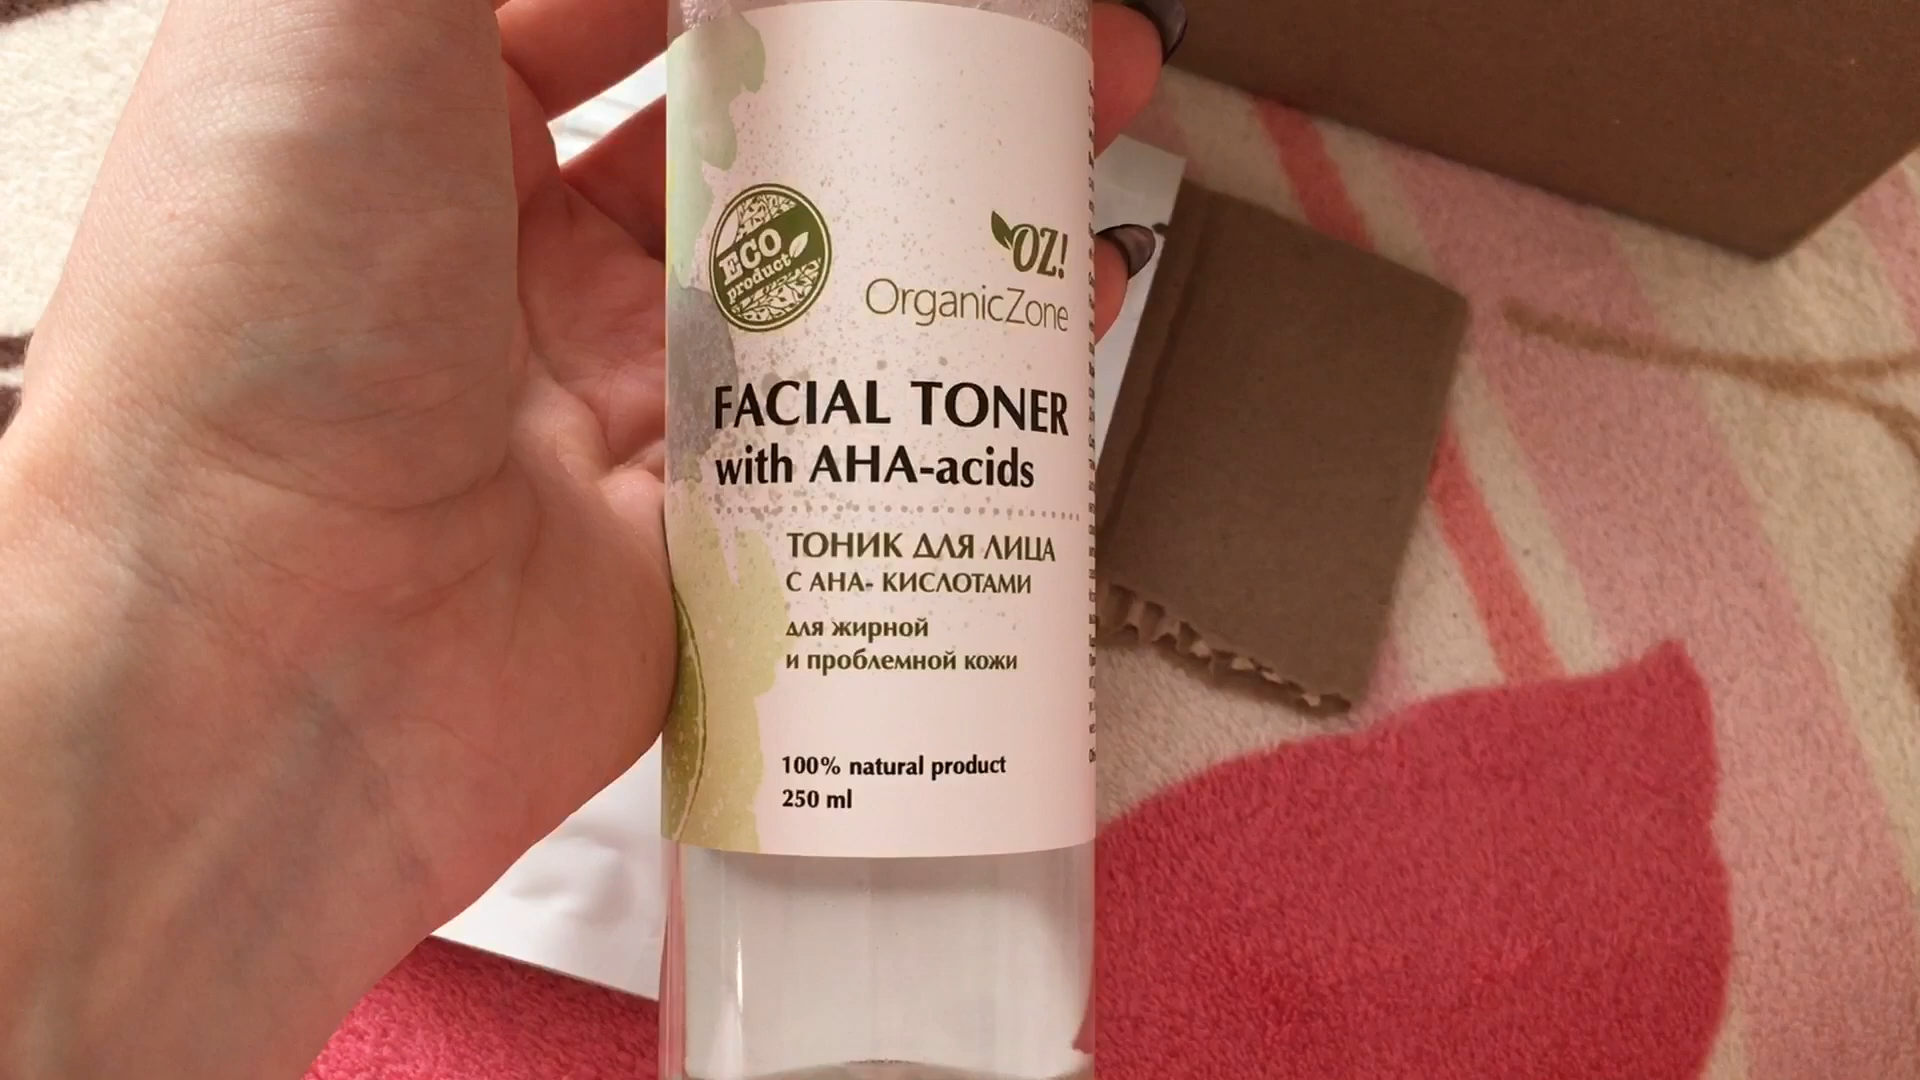 ECO
product
OZ!
OrganicZone
FACIAL TONER
with AHA-acids
ТОНИК ДЛЯ ЛИЦА
С АНА- КИСЛОТАМИ
для жирной
и проблемной кожи
100% natural product
250 ml